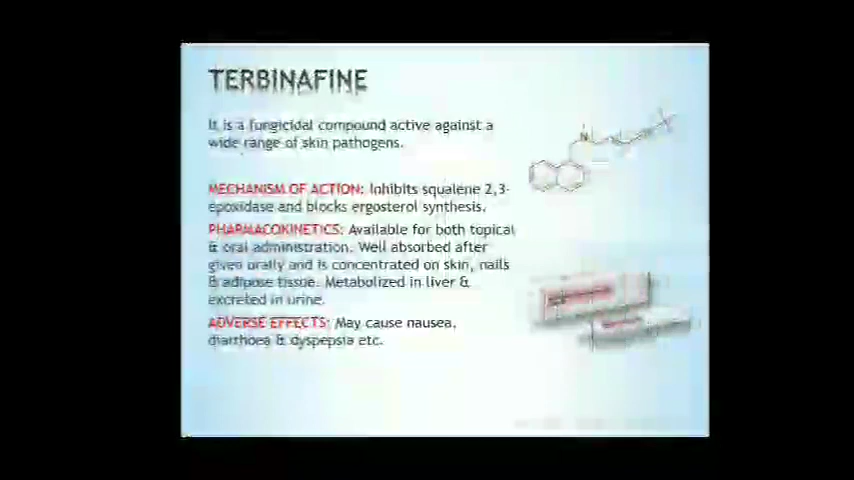 TERBINAFINE
It is a fungicidal compound active against a
wide range of skin pathogens.
MECHANISM OF ACTION: Inhibits squalene 2,3-
epoxidase and blocks ergosterol synthesis.
PHARMACOKINETICS: Available for both topical
& oral administration. Well absorbed after
given orally and is concentrated on skin, nails
& adipose tissue. Metabolized in liver &
excreted in urine.
ADVERSE EFFECTS: May cause nausea,
diarrhoea & dyspepsia etc.
N